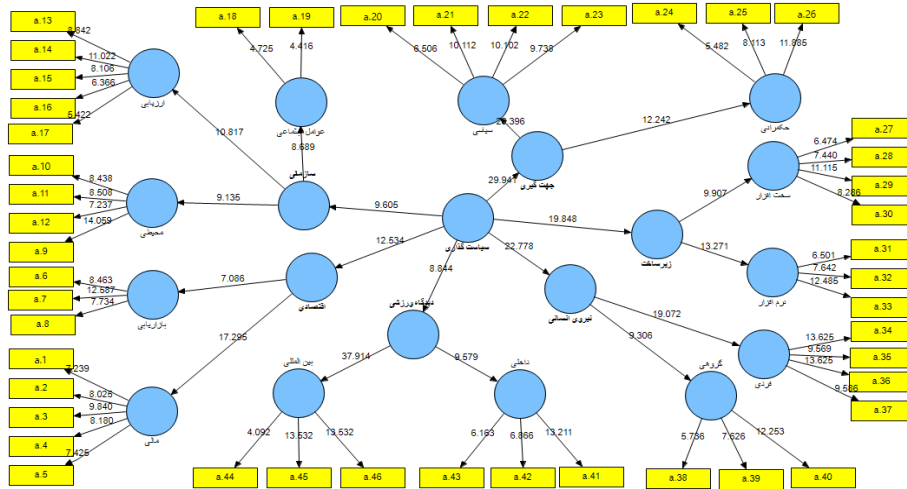 a.18
a.19
a.20
a.21
a.22
a.23
a.24
a.25
a.26
a.13
a.14
a.15
a.16
a.17
8.842
11.022
8.106
6.366
5.422
ارزیابی
4.725
4.416
عوامل اجتماعی
6.506
10.112
10.102
9.738
سیاسی
5.482
8.113
11.885
حکمرانی
10.817
8.689
12.242
جهت گیری
29.941
a.27
a.28
a.29
a.30
6.474
7.440
11.115
8.286
سخت افزار
a.10
a.11
a.12
a.9
8.438
8.508
7.237
14.059
محیطی
9.135
سازمانی
9.605
سیاست گذاری
19.848
زیرساخت
9.907
13.271
a.31
a.32
a.33
6.501
7.642
12.485
نرم افزار
a.6
a.7
a.8
8.463
12.687
7.734
بازاریابی
7.086
اقتصادی
12.534
8.844
دیدگاه ورزشی
22.778
نیروی انسانی
19.072
9.306
a.34
a.35
a.36
a.37
13.625
9.569
13.625
9.586
فردی
17.295
a.1
a.2
a.3
a.4
a.5
7.239
8.025
9.840
8.180
7.425
مالی
37.914
9.579
بین المللی
4.092
13.532
13.532
داخلی
6.163
6.866
13.211
گروهی
5.736
7.626
12.253
a.44
a.45
a.46
a.43
a.42
a.41
a.38
a.39
a.40